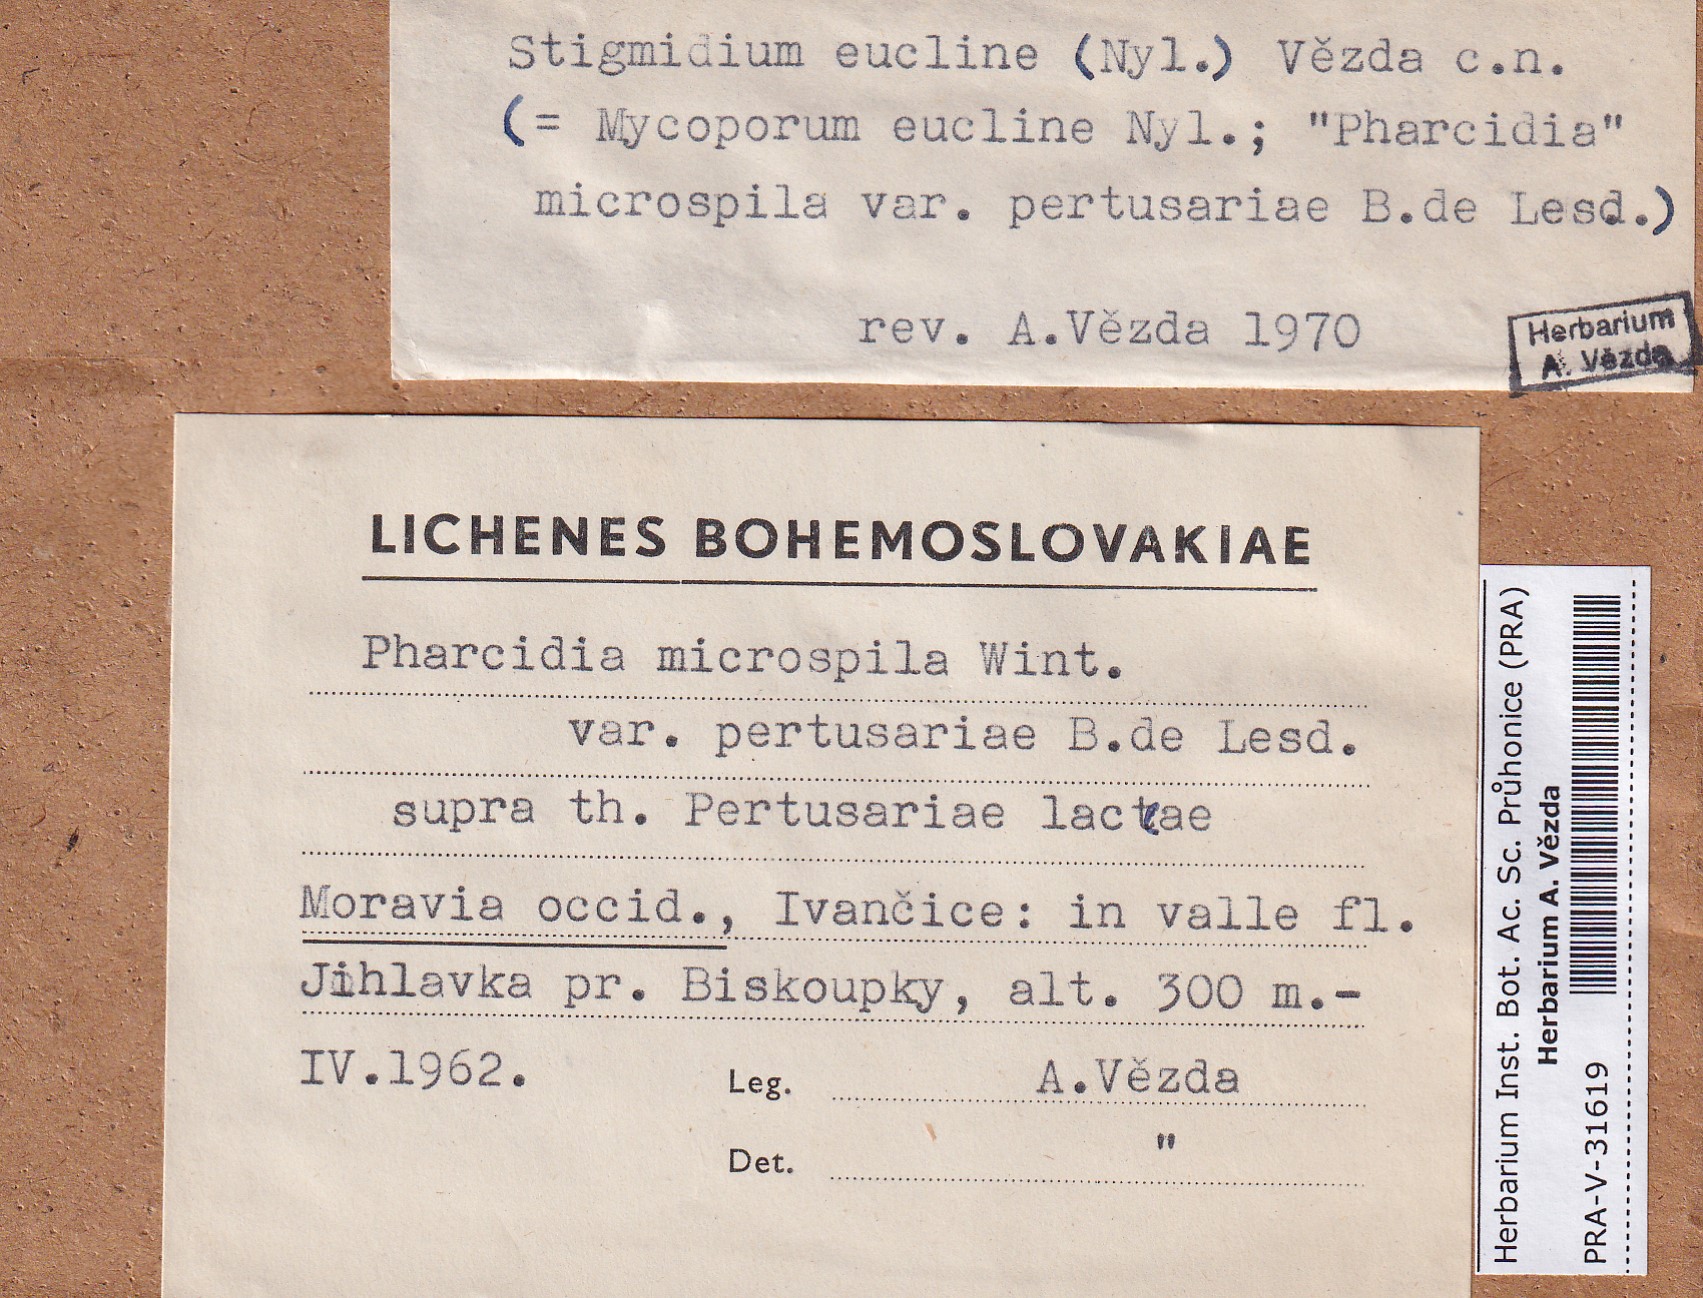 Stigmidium eucline (Nyl.) Vězda c.n.
(= Mycoporum eucline Nyl.; "Pharcidia"
microspila var. pertusariae B.de Lesd.)
rev. A.Vězda 1970
Herbarium
A. Vězda
LICHENES BOHEMOSLOVAKIAE
Pharcidia microspila Wint.
var. pertusariae B.de Lesd.
supra th. Pertusariae lacteae
Moravia occid., Ivančice: in valle fl.
Jihlavka pr. Biskoupky, alt. 300 m.-
IV.1962.
Leg. A.Vězda
Det. "
Herbarium Inst. Bot. Ac. Sc. Průhonice (PRA)
Herbarium A. Vězda
PRA-V-31619